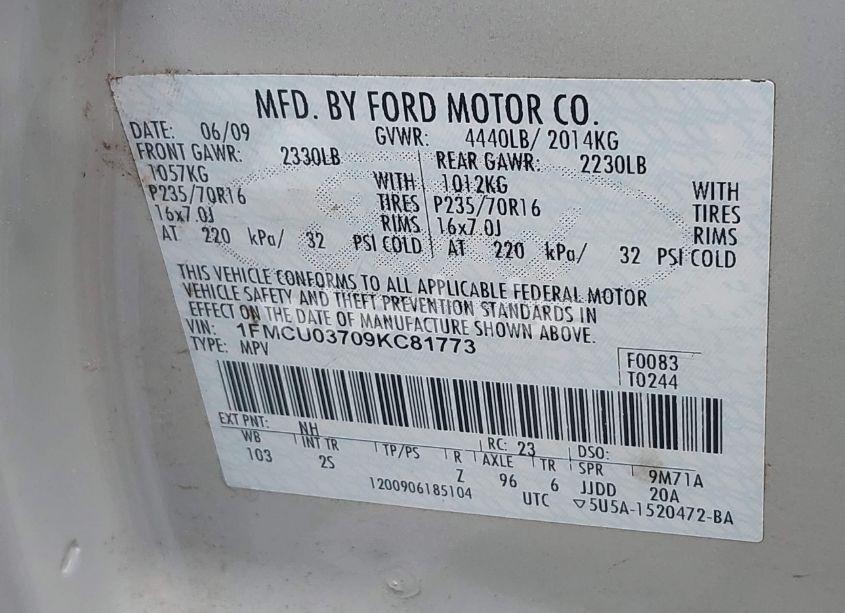 MFD. BY FORD MOTOR CO.
DATE: 06/09 GVWR: 4440LB/ 2014KG
FRONT GAWR: 2330LB REAR GAWR: 2230LB
1057KG WITH 1012KG WITH
P235/70R16 TIRES P235/70R16 TIRES
16x7.0J RIMS 16x7.0J RIMS
AT 220 kPa/ 32 PSI COLD AT 220 kPa/ 32 PSI COLD
THIS VEHICLE CONFORMS TO ALL APPLICABLE FEDERAL MOTOR
VEHICLE SAFETY AND THEFT PREVENTION STANDARDS IN
EFFECT ON THE DATE OF MANUFACTURE SHOWN ABOVE.
VIN: 1FMCU03709KC81773
TYPE: MPV
F0083
T0244
EXT PNT: NH RC: 23 DSO:
WB INT TR TP/PS R AXLE TR SPR 9M71A
103 2S Z 96 6 JJDD 20A
1200906185104 UTC ▽5U5A-1520472-BA